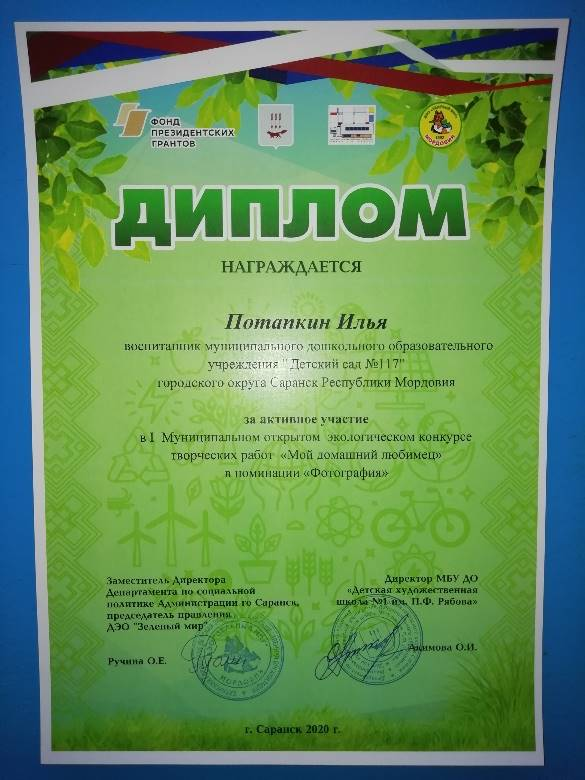 ФОНД
ПРЕЗИДЕНТСКИХ
ГРАНТОВ
МОРДОВИЯ
ДИПЛОМ
НАГРАЖДАЕТСЯ
Потапкин Илья
воспитанник муниципального дошкольного образовательного
учреждения " Детский сад №117"
городского округа Саранск Республики Мордовия
за активное участие
в I Муниципальном открытом экологическом конкурсе
творческих работ «Мой домашний любимец»
в номинации «Фотография»
Заместитель Директора
Департамента по социальной
политике Администрации го Саранск,
председатель правления
ДЭО "Зеленый мир"
Ручина О.Е.
МОРДОВИЯ
Директор МБУ ДО
«Детская художественная
школа №1 им. П.Ф. Рябова»
Акимова О.И.
г. Саранск 2020 г.